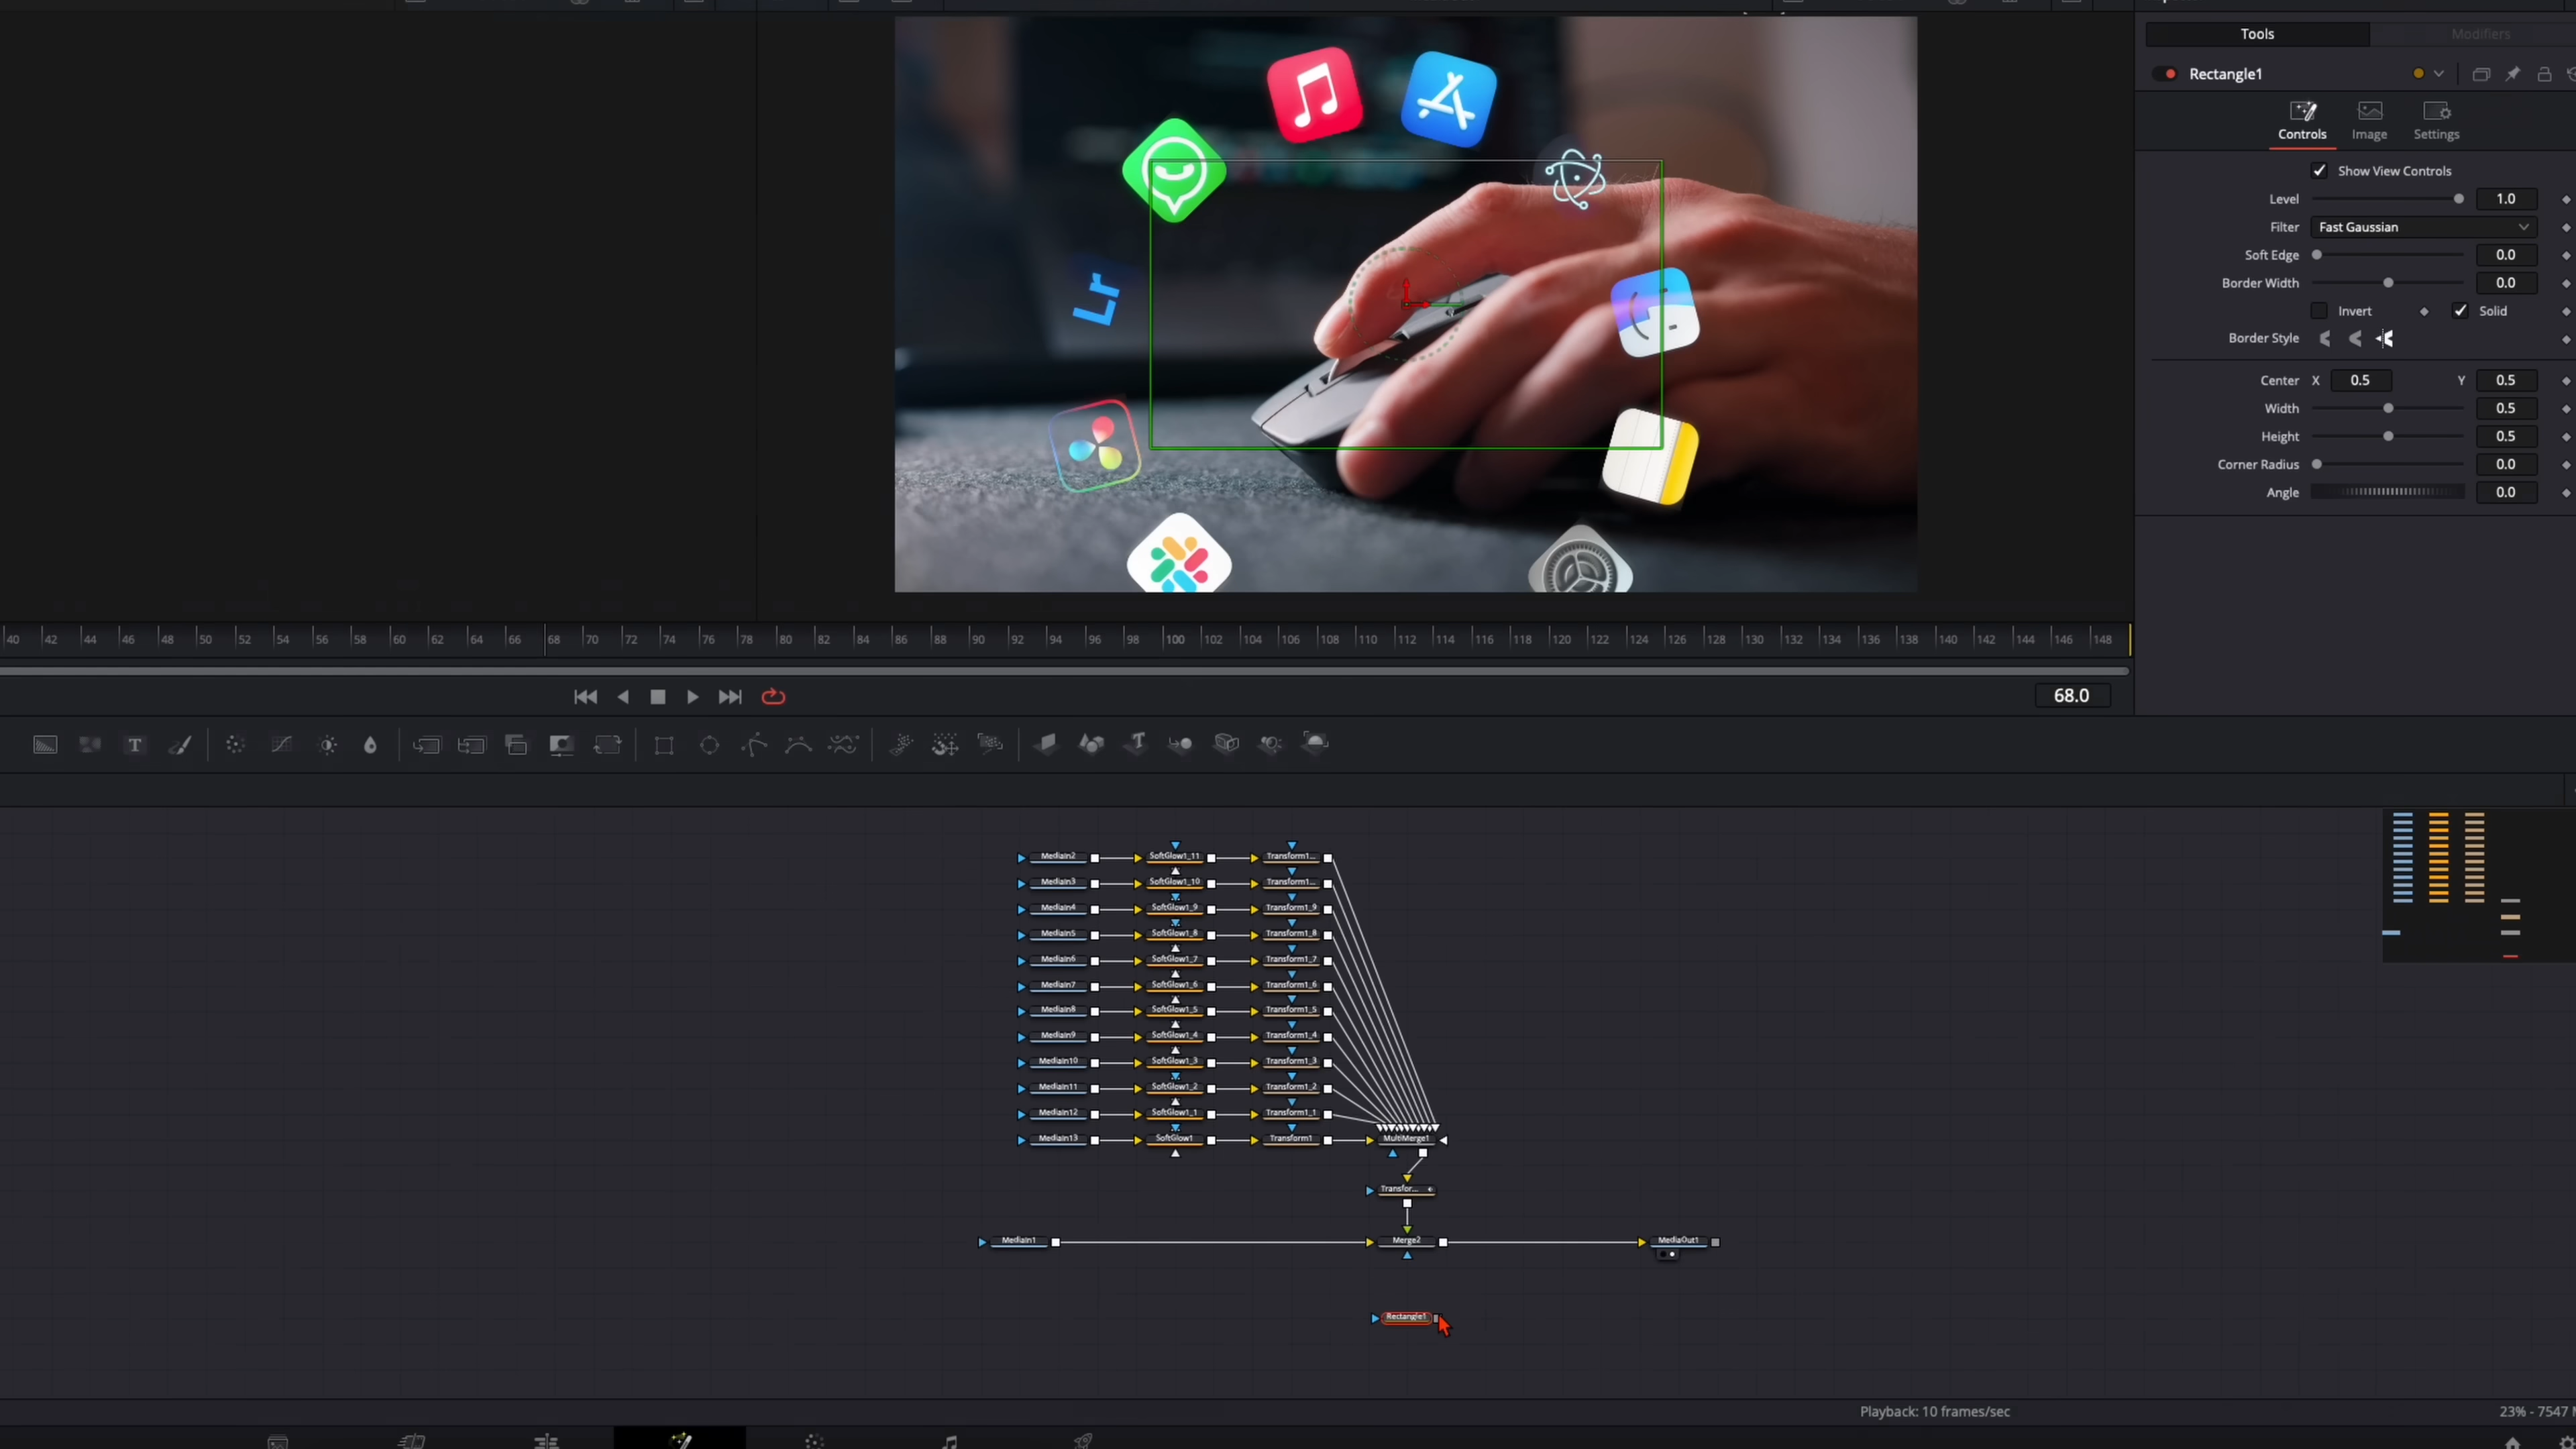 Tools
Modifiers
Rectangle1
Controls Image Settings
Show View Controls
Level 1.0
Filter Fast Gaussian
Soft Edge 0.0
Border Width 0.0
Invert Solid
Border Style
Center X 0.5 Y 0.5
Width 0.5
Height 0.5
Corner Radius 0.0
Angle 0.0
Lr
40 42 44 46 48 50 52 54 56 58 60 62 64 66 68 70 72 74 76 78 80 82 84 86 88 90 92 94 96 98 100 102 104 106 108 110 112 114 116 118 120 122 124 126 128 130 132 134 136 138 140 142 144 146 148
68.0
T
MediaIn2 SoftGlow1_11 Transform1...
MediaIn3 SoftGlow1_10 Transform1...
MediaIn4 SoftGlow1_9 Transform1_9
MediaIn5 SoftGlow1_8 Transform1_8
MediaIn6 SoftGlow1_7 Transform1_7
MediaIn7 SoftGlow1_6 Transform1_6
MediaIn8 SoftGlow1_5 Transform1_5
MediaIn9 SoftGlow1_4 Transform1_4
MediaIn10 SoftGlow1_3 Transform1_3
MediaIn11 SoftGlow1_2 Transform1_2
MediaIn12 SoftGlow1_1 Transform1_1
MediaIn13 SoftGlow1 Transform1 MultiMerge1
Transfor...
MediaIn1 Merge2 MediaOut1
Rectangle1
Playback: 10 frames/sec
23% - 7547